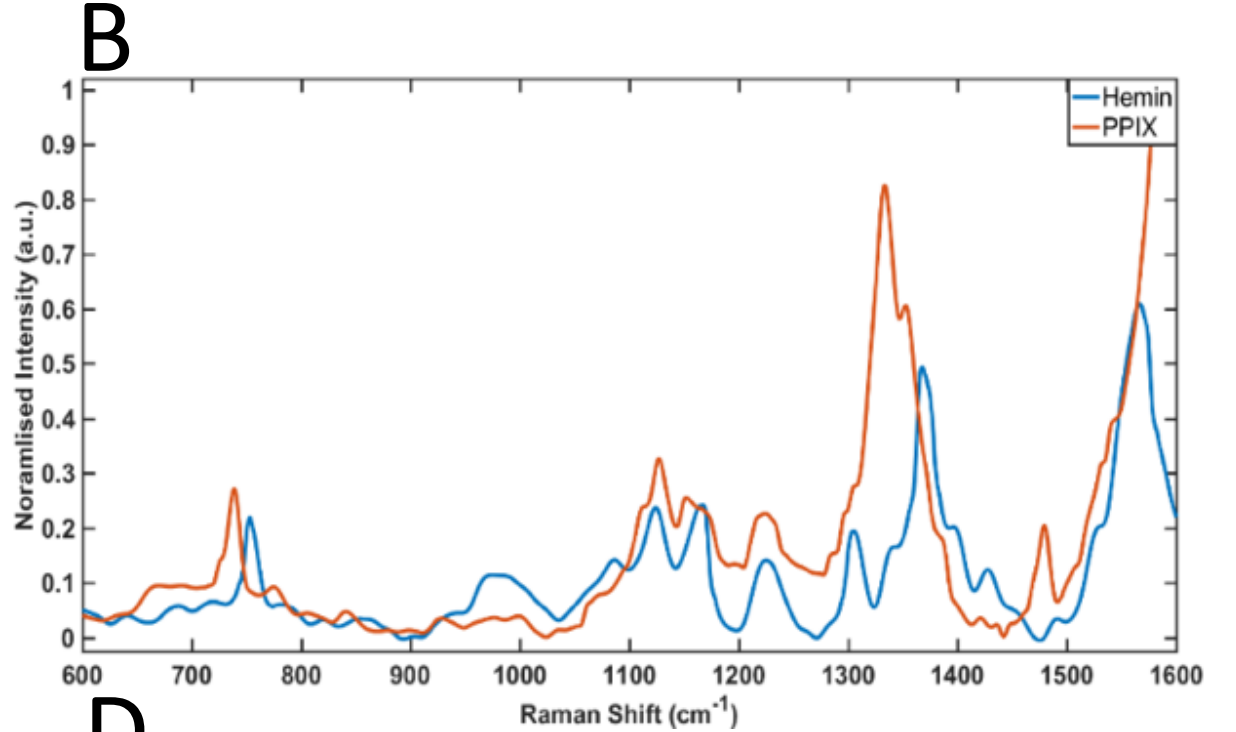 B
1
0.9
0.8
0.7
0.6
0.5
0.4
0.3
0.2
0.1
0
Noramlised Intensity (a.u.)
Hemin
PPIX
600 700 800 900 1000 1100 1200 1300 1400 1500 1600
Raman Shift (cm⁻¹)
D